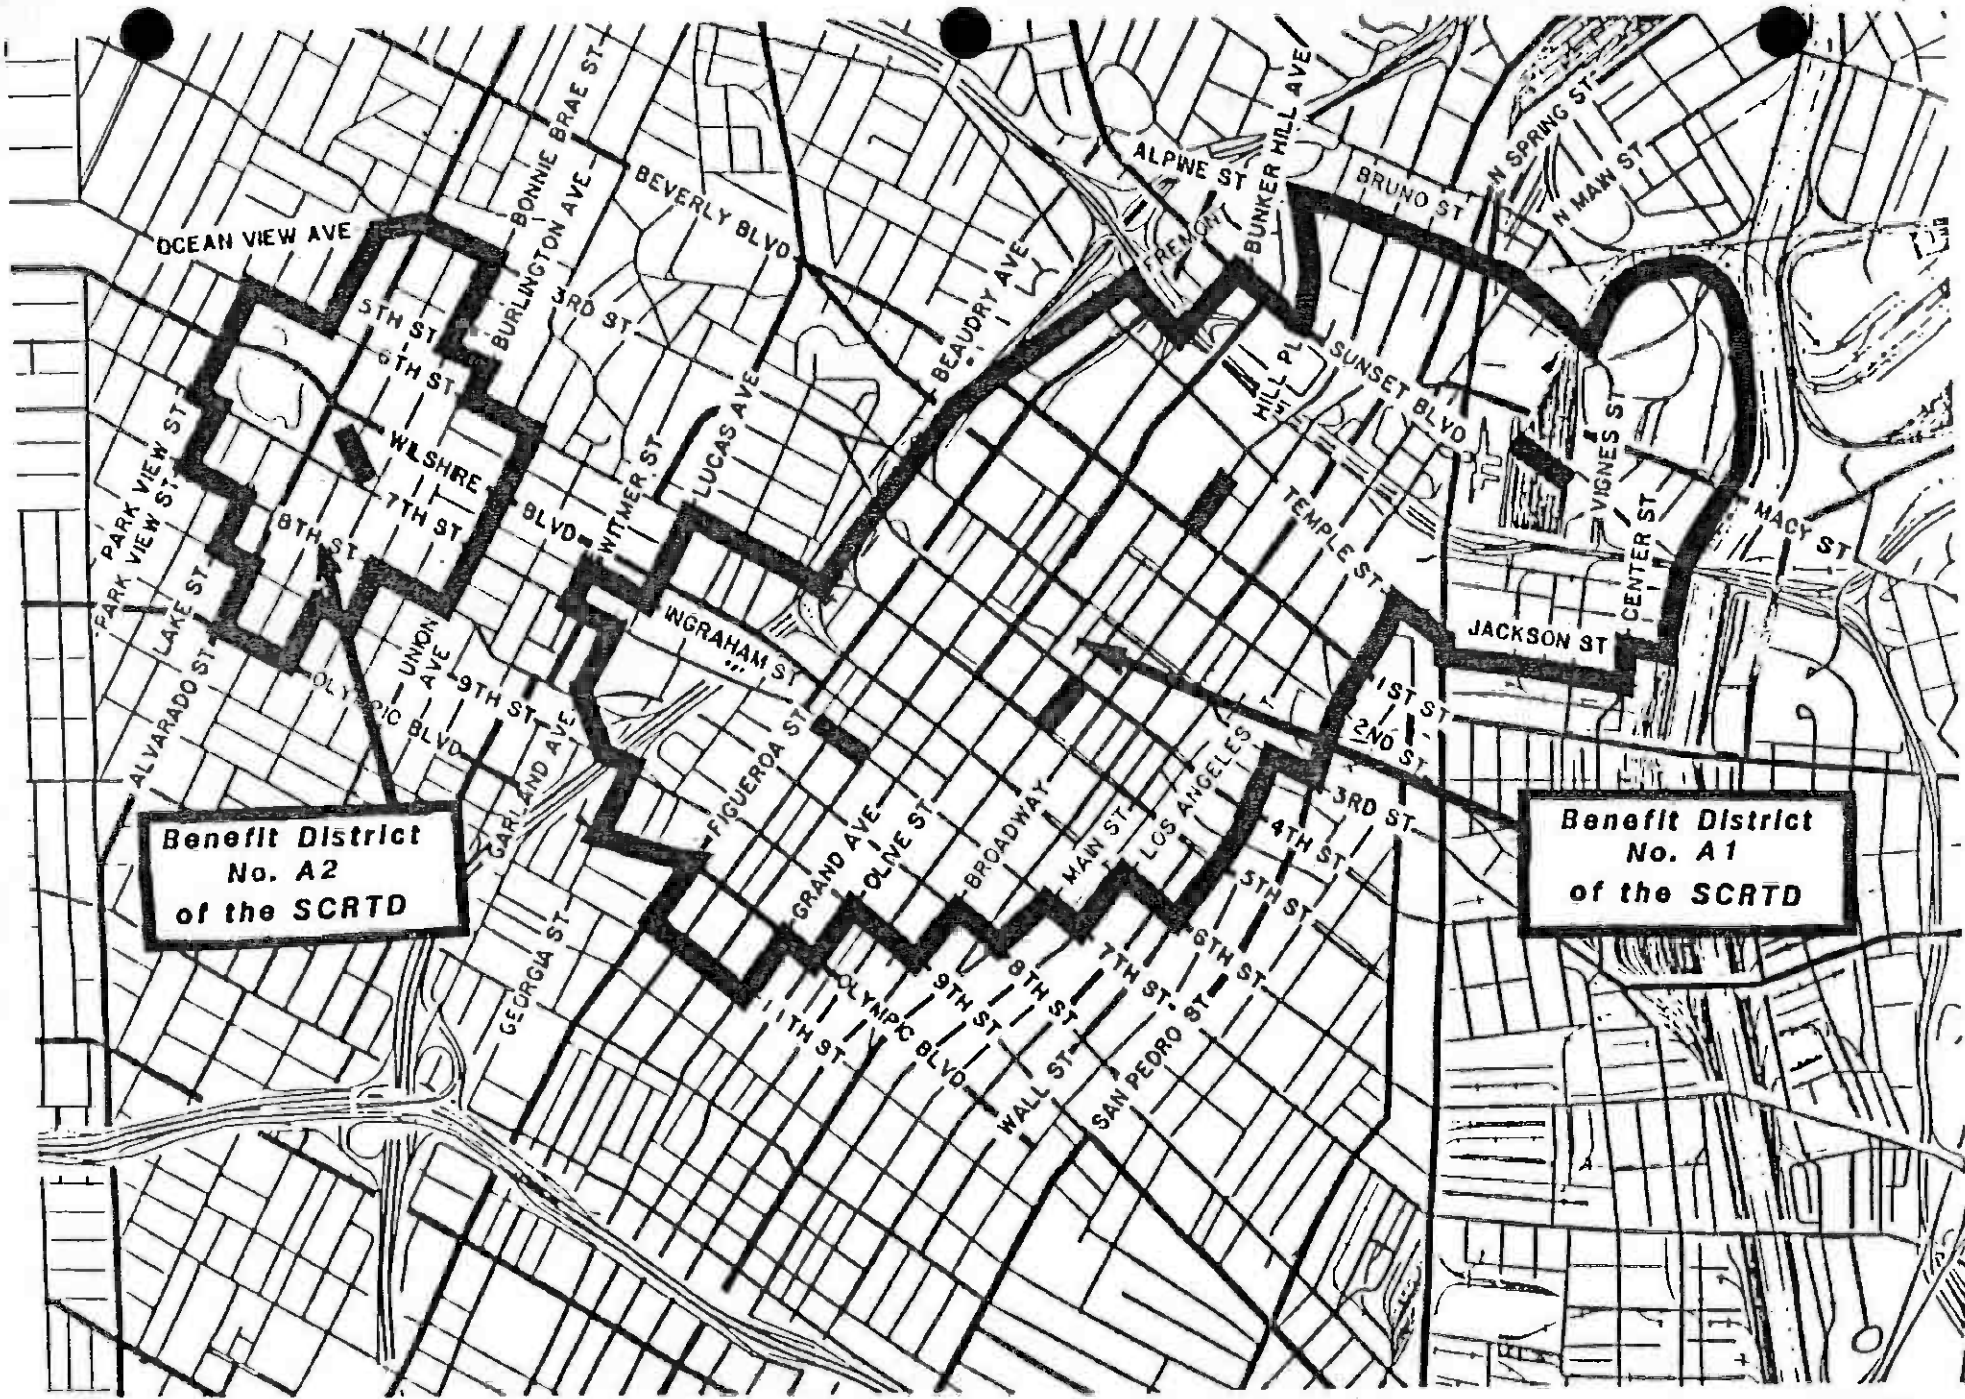 BONNIE BRAE ST
BURLINGTON AVE
OCEAN VIEW AVE
BEVERLY BLVD
3RD ST
5TH ST
6TH ST
WILSHIRE
BLVD
7TH ST
8TH ST
PARK VIEW ST
PARK VIEW ST
LAKE ST
ALVARADO ST
UNION
AVE
9TH ST
OLYMPIC BLVD
GARLAND AVE
WITMER ST
LUCAS AVE
BEAUDRY AVE
INGRAHAM ST
FIGUEROA ST
GEORGIA ST
ALPINE ST
BUNKER HILL AVE
BRUNO ST
N SPRING ST
N MAIN ST
HILL PL
SUNSET BLVD
TEMPLE ST
VIGNES ST
CENTER ST
MACY ST
JACKSON ST
1ST ST
2ND ST
3RD ST
4TH ST
5TH ST
6TH ST
7TH ST
8TH ST
9TH ST
OLYMPIC BLVD
11TH ST
GRAND AVE
OLIVE ST
BROADWAY
MAIN ST
LOS ANGELES ST
WALL ST
SAN PEDRO ST
Benefit District
No. A2
of the SCRTD
Benefit District
No. A1
of the SCRTD